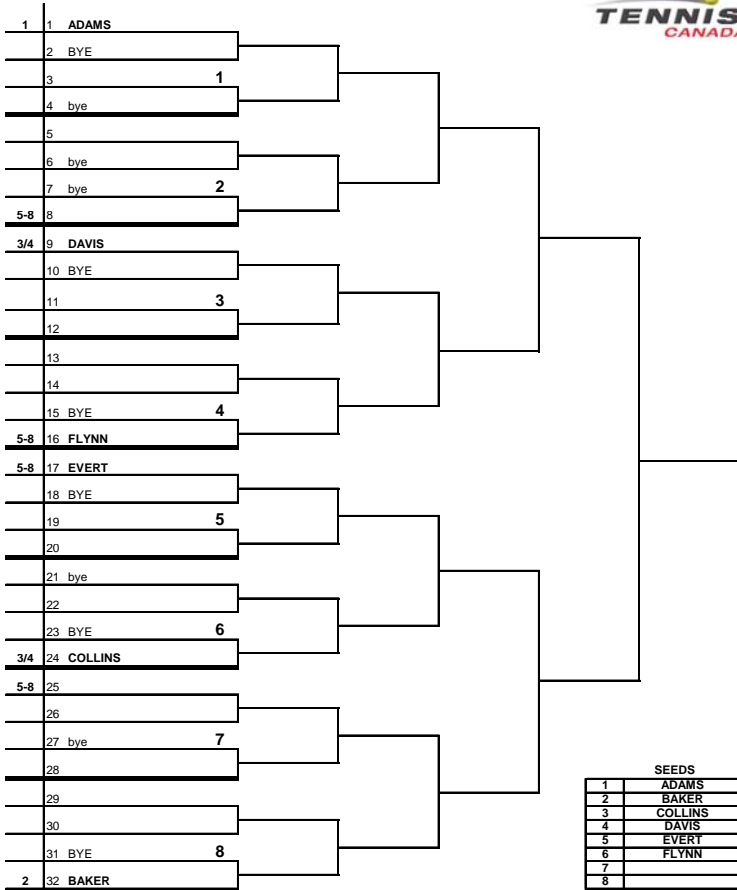 TENNIS
CANADA
1 1 ADAMS
2 BYE
3 1
4 bye
5
6 bye
7 bye 2
5-8 8
3/4 9 DAVIS
10 BYE
11 3
12
13
14
15 BYE 4
5-8 16 FLYNN
5-8 17 EVERT
18 BYE
19 5
20
21 bye
22
23 BYE 6
3/4 24 COLLINS
5-8 25
26
27 bye 7
28
29
30
31 BYE 8
2 32 BAKER
SEEDS
1 ADAMS
2 BAKER
3 COLLINS
4 DAVIS
5 EVERT
6 FLYNN
7
8